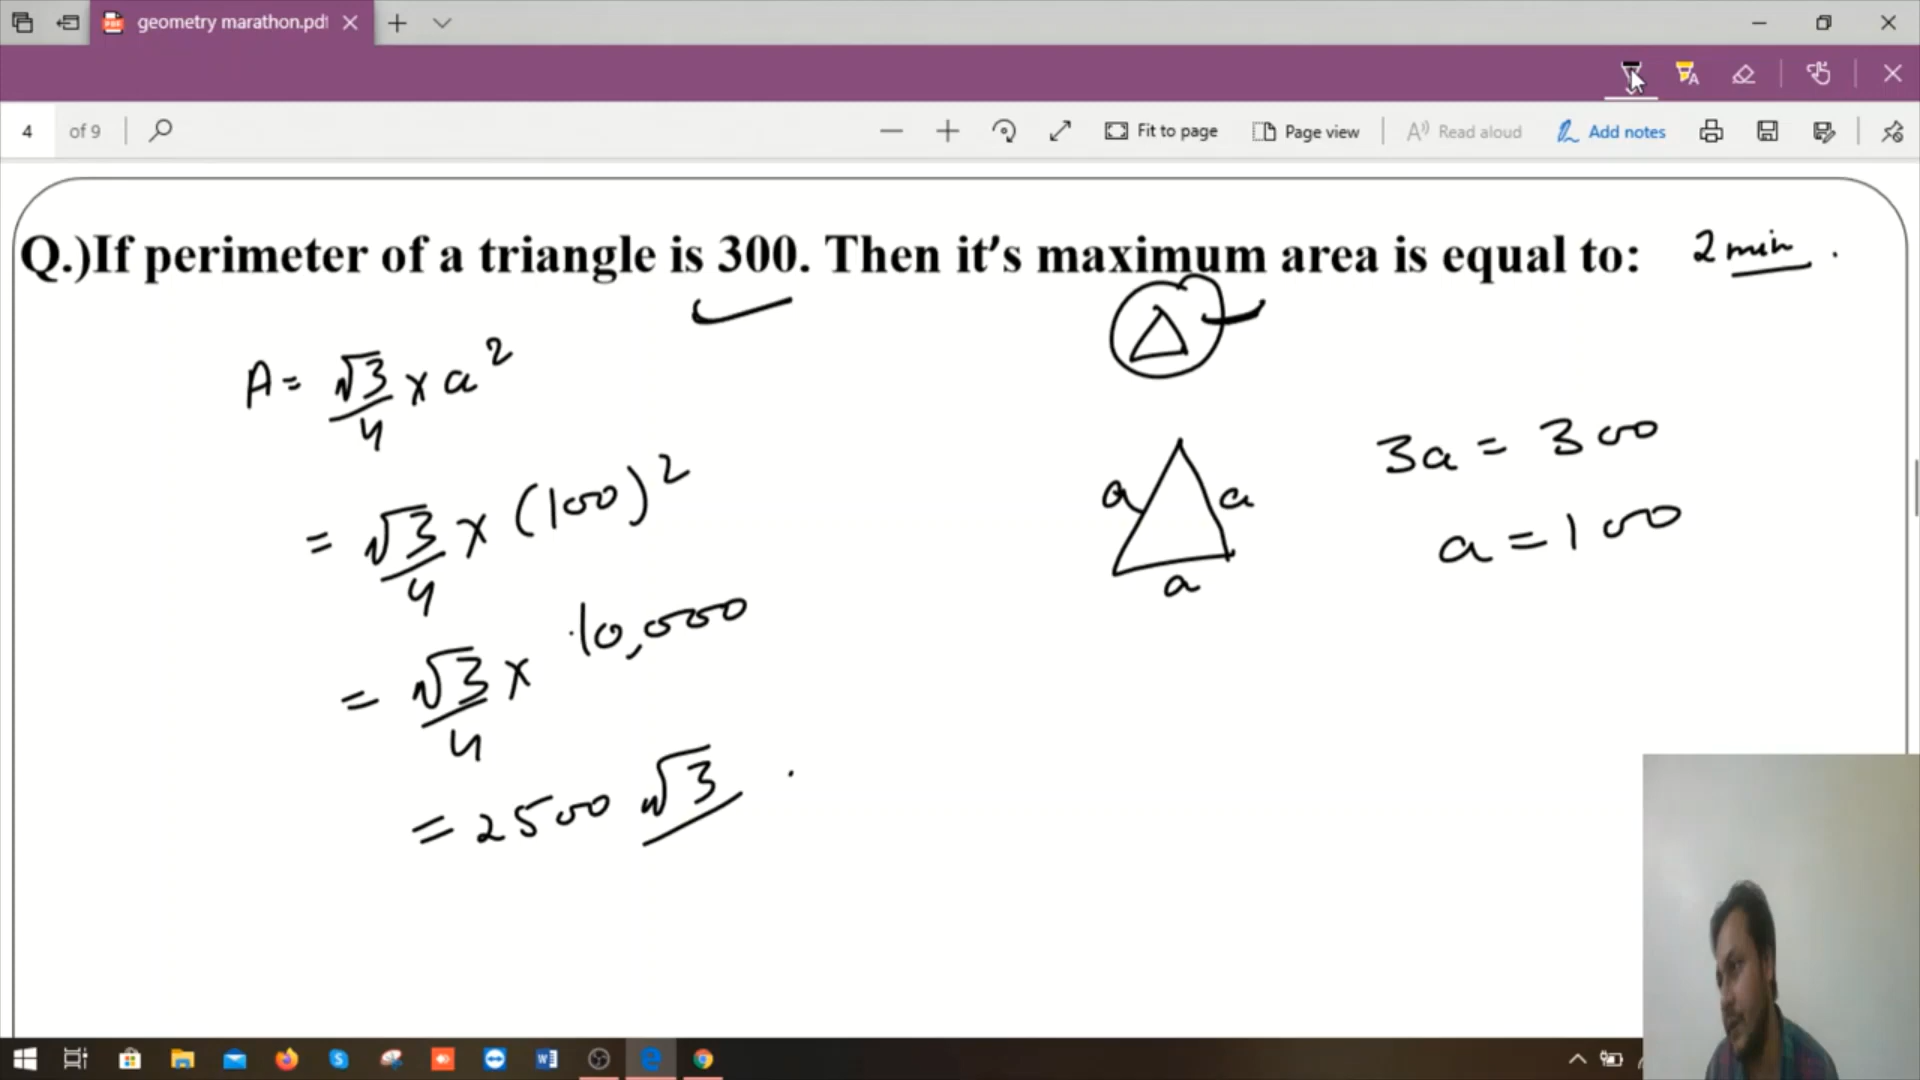 geometry marathon.pdf
4 of 9
Fit to page
Page view
Read aloud
Add notes
Q.)If perimeter of a triangle is 300. Then it's maximum area is equal to: 2 min.
A = √3/4 × a²
= √3/4 × (100)²
= √3/4 × 10,000
= 2500 √3.
a a
a
3a = 300
a = 100